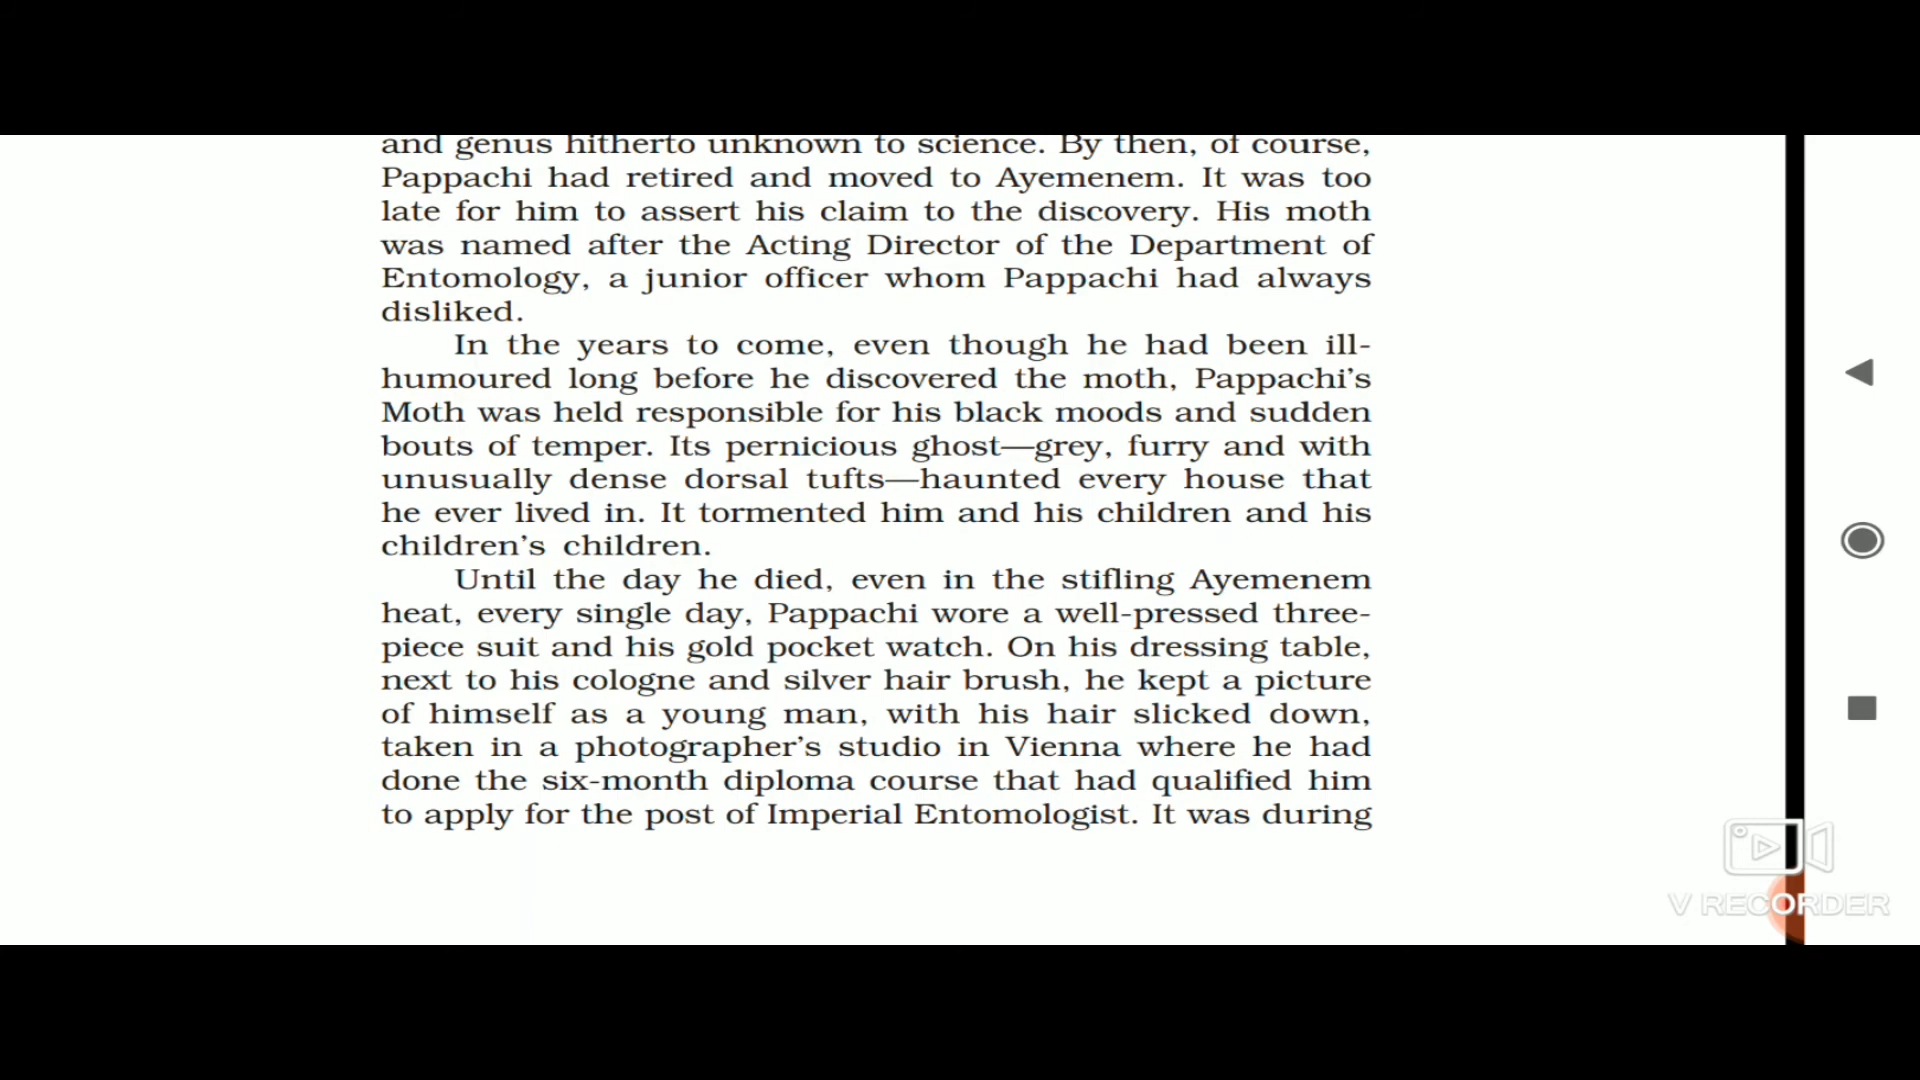 and genus hitherto unknown to science. By then, of course,
Pappachi had retired and moved to Ayemenem. It was too
late for him to assert his claim to the discovery. His moth
was named after the Acting Director of the Department of
Entomology, a junior officer whom Pappachi had always
disliked.
In the years to come, even though he had been ill-
humoured long before he discovered the moth, Pappachi’s
Moth was held responsible for his black moods and sudden
bouts of temper. Its pernicious ghost—grey, furry and with
unusually dense dorsal tufts—haunted every house that
he ever lived in. It tormented him and his children and his
children’s children.
Until the day he died, even in the stifling Ayemenem
heat, every single day, Pappachi wore a well-pressed three-
piece suit and his gold pocket watch. On his dressing table,
next to his cologne and silver hair brush, he kept a picture
of himself as a young man, with his hair slicked down,
taken in a photographer’s studio in Vienna where he had
done the six-month diploma course that had qualified him
to apply for the post of Imperial Entomologist. It was during
V RECORDER